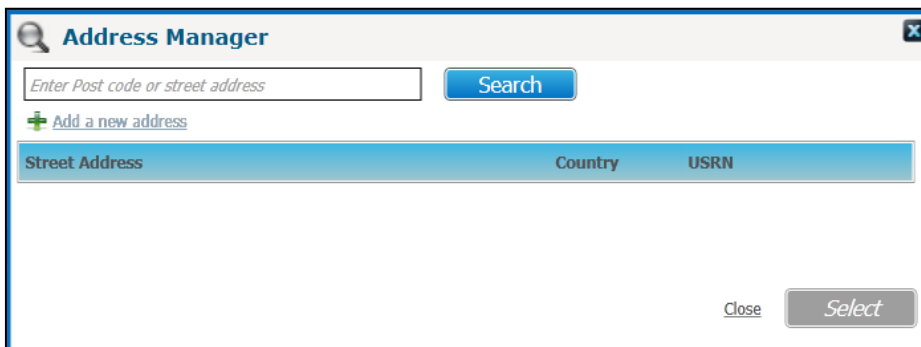 Address Manager
Enter Post code or street address
Search
Add a new address
Street Address Country USRN
Close Select